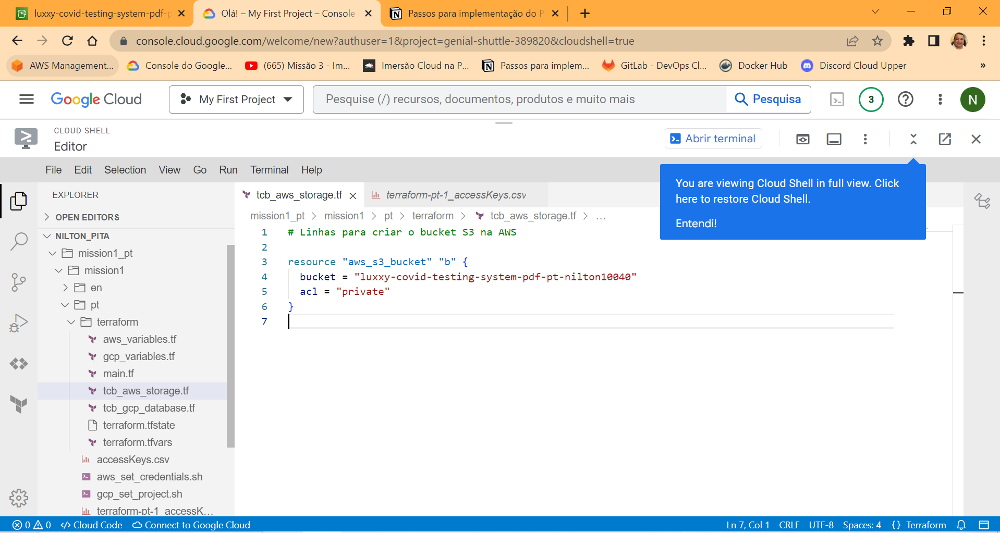 luxxy-covid-testing-system-pdf-p
Olá! – My First Project – Console
Passos para implementação do P
console.cloud.google.com/welcome/new?authuser=1&project=genial-shuttle-389820&cloudshell=true
AWS Management...
Console do Google...
(665) Missão 3 - Im...
Imersão Cloud na P...
Passos para implem...
GitLab - DevOps Cl...
Docker Hub
Discord Cloud Upper
»
Google Cloud
My First Project
Pesquise (/) recursos, documentos, produtos e muito mais
Pesquisa
3
N
CLOUD SHELL
Editor
Abrir terminal
File Edit Selection View Go Run Terminal Help
You are viewing Cloud Shell in full view. Click
here to restore Cloud Shell.
Entendi!
EXPLORER
OPEN EDITORS
NILTON_PITA
mission1_pt
mission1
en
pt
terraform
aws_variables.tf
gcp_variables.tf
main.tf
tcb_aws_storage.tf
tcb_gcp_database.tf
terraform.tfstate
terraform.tfvars
accessKeys.csv
aws_set_credentials.sh
gcp_set_project.sh
terraform-pt-1_accessK...
tcb_aws_storage.tf
terraform-pt-1_accessKeys.csv
mission1_pt > mission1 > pt > terraform > tcb_aws_storage.tf > ...
1 # Linhas para criar o bucket S3 na AWS
2
3 resource "aws_s3_bucket" "b" {
4 bucket = "luxxy-covid-testing-system-pdf-pt-nilton10040"
5 acl = "private"
6 }
7
0 0 </> Cloud Code Connect to Google Cloud
Ln 7, Col 1 CRLF UTF-8 Spaces: 4 {} Terraform